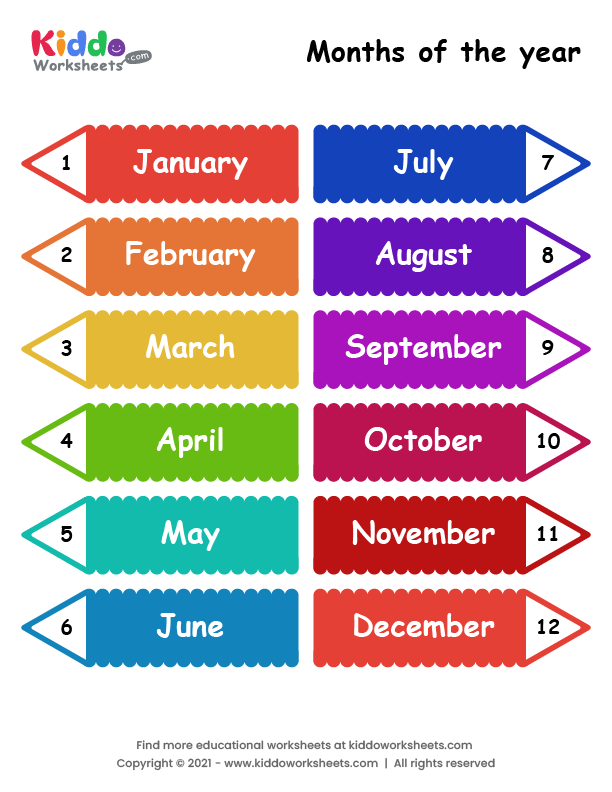 Kiddo
Worksheets .com
Months of the year
1 January
2 February
3 March
4 April
5 May
6 June
July 7
August 8
September 9
October 10
November 11
December 12
Find more educational worksheets at kiddoworksheets.com
Copyright © 2021 - www.kiddoworksheets.com | All rights reserved